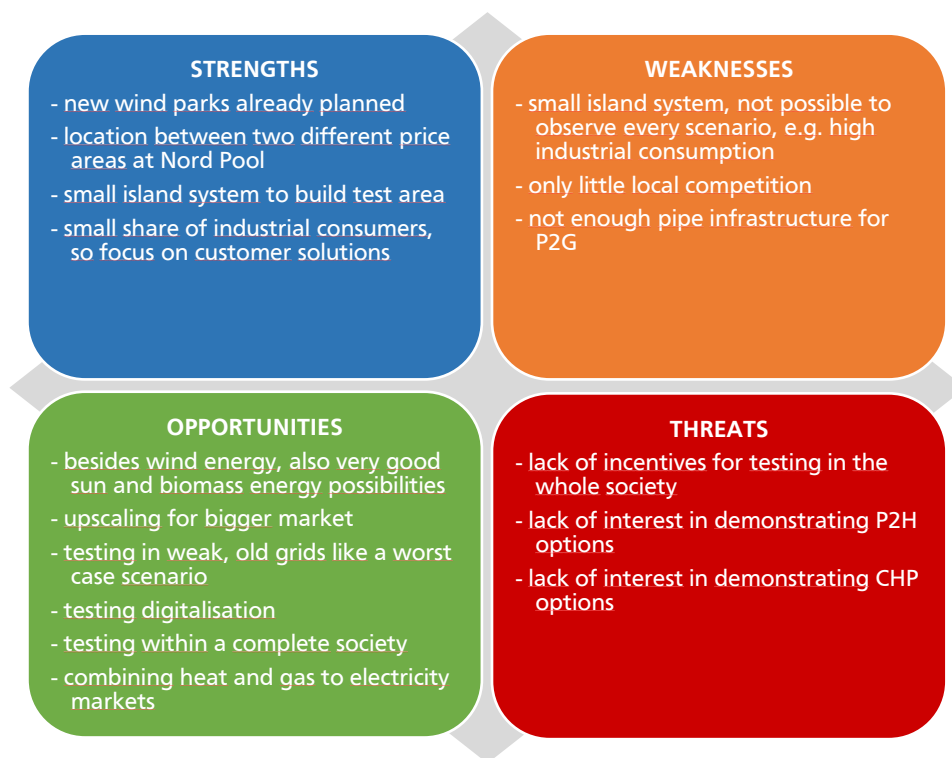 STRENGTHS
- new wind parks already planned
- location between two different price
areas at Nord Pool
- small island system to build test area
- small share of industrial consumers,
so focus on customer solutions
WEAKNESSES
- small island system, not possible to
observe every scenario, e.g. high
industrial consumption
- only little local competition
- not enough pipe infrastructure for
P2G
OPPORTUNITIES
- besides wind energy, also very good
sun and biomass energy possibilities
- upscaling for bigger market
- testing in weak, old grids like a worst
case scenario
- testing digitalisation
- testing within a complete society
- combining heat and gas to electricity
markets
THREATS
- lack of incentives for testing in the
whole society
- lack of interest in demonstrating P2H
options
- lack of interest in demonstrating CHP
options